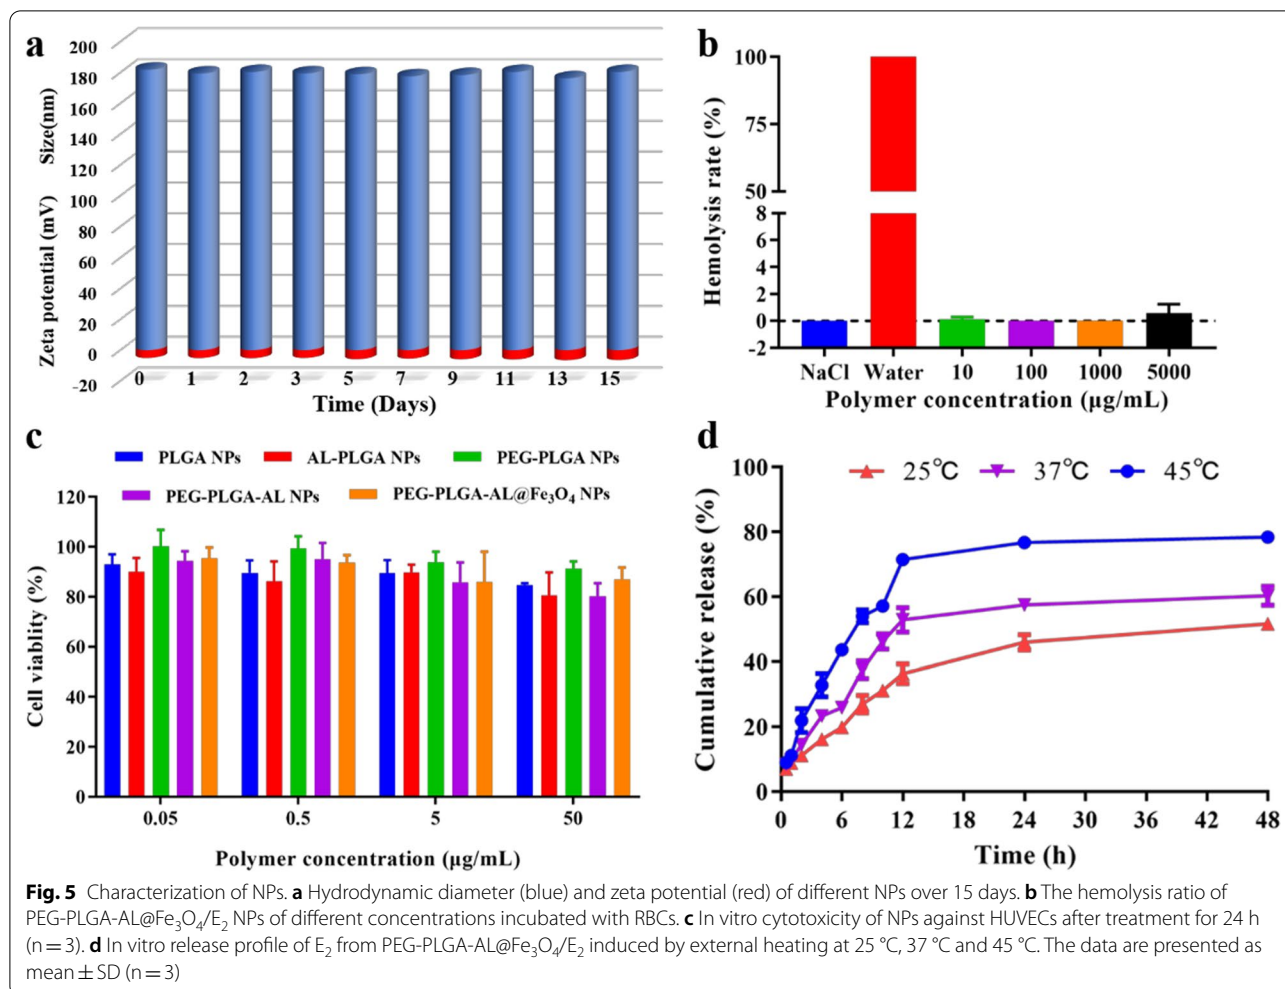 a
200
180
160
140
120
100
80
60
40
20
0
-20
Size(nm)
Zeta potential (mV)
0 1 2 3 5 7 9 11 13 15
Time (Days)
b
Hemolysis rate (%)
100
75
50
8
6
4
2
0
-2
NaCl Water 10 100 1000 5000
Polymer concentration (µg/mL)
c
PLGA NPs AL-PLGA NPs PEG-PLGA NPs
PEG-PLGA-AL NPs PEG-PLGA-AL@Fe₃O₄ NPs
Cell viablity (%)
120
100
80
60
40
20
0
0.05 0.5 5 50
Polymer concentration (µg/mL)
d
25℃ 37℃ 45℃
Cumulative release (%)
100
80
60
40
20
0
0 6 12 18 24 30 36 42 48
Time (h)
Fig. 5 Characterization of NPs. a Hydrodynamic diameter (blue) and zeta potential (red) of different NPs over 15 days. b The hemolysis ratio of
PEG-PLGA-AL@Fe₃O₄/E₂ NPs of different concentrations incubated with RBCs. c In vitro cytotoxicity of NPs against HUVECs after treatment for 24 h
(n = 3). d In vitro release profile of E₂ from PEG-PLGA-AL@Fe₃O₄/E₂ induced by external heating at 25 °C, 37 °C and 45 °C. The data are presented as
mean ± SD (n = 3)